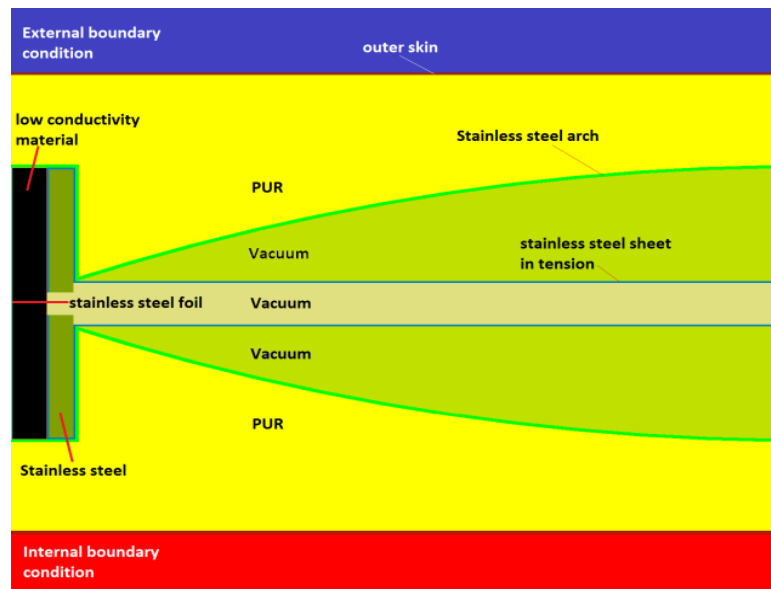 External boundary
condition
outer skin
low conductivity
material
Stainless steel arch
PUR
Vacuum
stainless steel sheet
in tension
stainless steel foil
Vacuum
Vacuum
PUR
Stainless steel
Internal boundary
condition